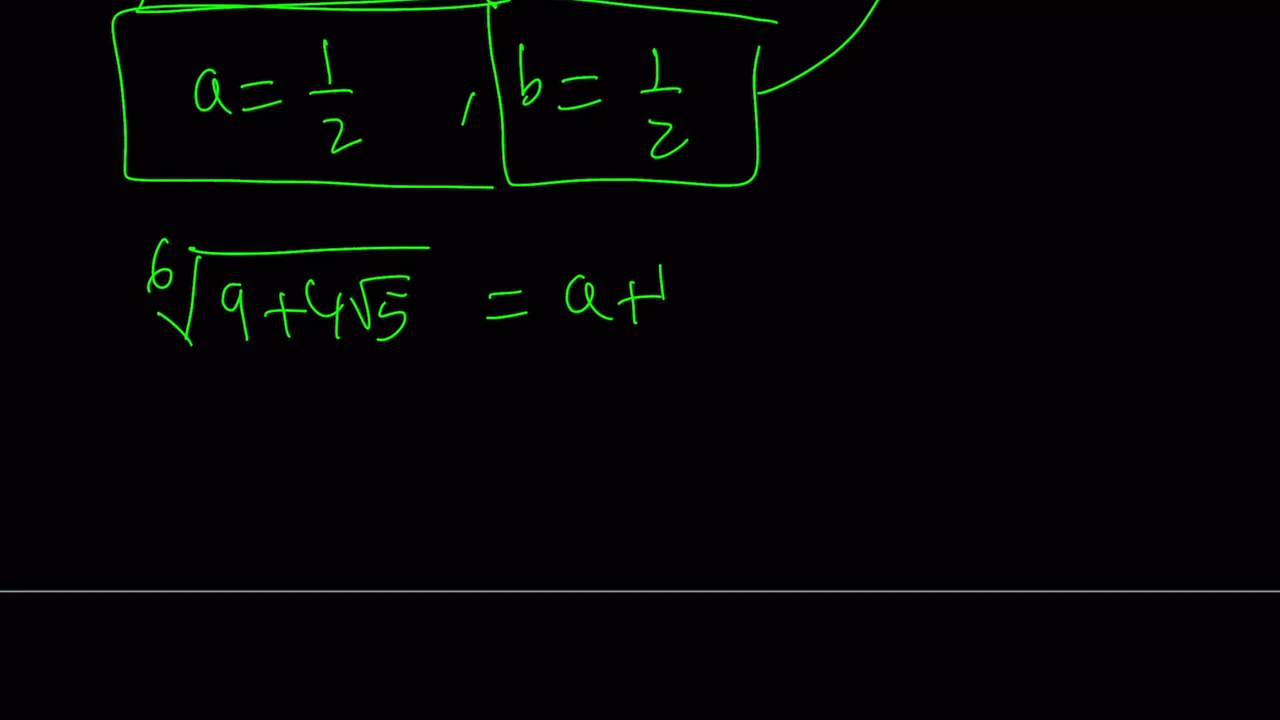 a = 1/2 , b = 1/2
⁶√(9+4√5) = a+